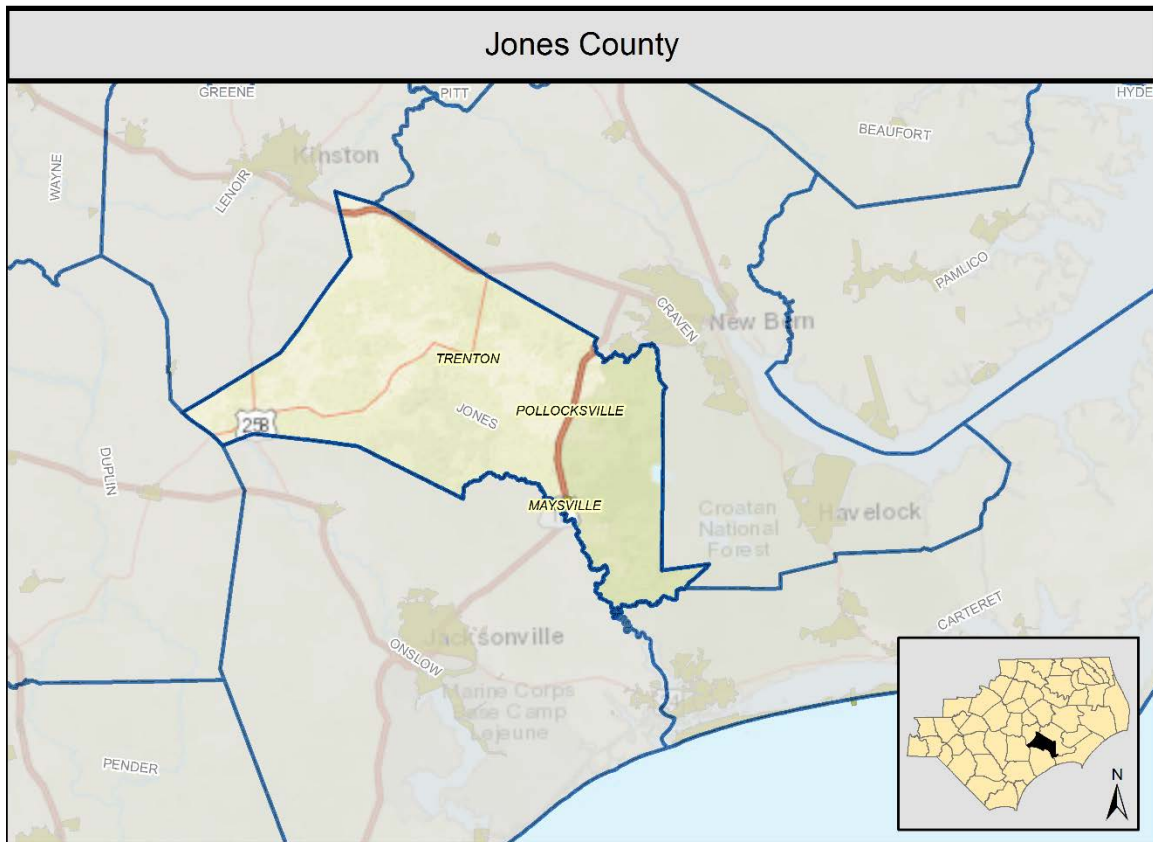 Jones County
GREENE
PITT
HYDE
BEAUFORT
WAYNE
Kinston
LENOIR
PAMLICO
CRAVEN
New Bern
TRENTON
JONES
POLLOCKSVILLE
258
DUPLIN
MAYSVILLE
Croatan
National
Forest
Havelock
CARTERET
Jacksonville
ONSLOW
Marine Corps
Base Camp
Lejeune
PENDER
N